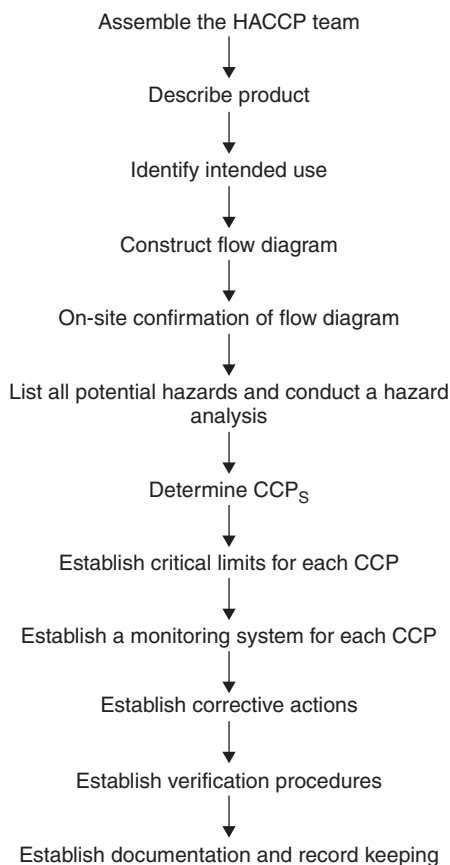 Assemble the HACCP team
Describe product
Identify intended use
Construct flow diagram
On-site confirmation of flow diagram
List all potential hazards and conduct a hazard
analysis
Determine CCPS
Establish critical limits for each CCP
Establish a monitoring system for each CCP
Establish corrective actions
Establish verification procedures
Establish documentation and record keeping